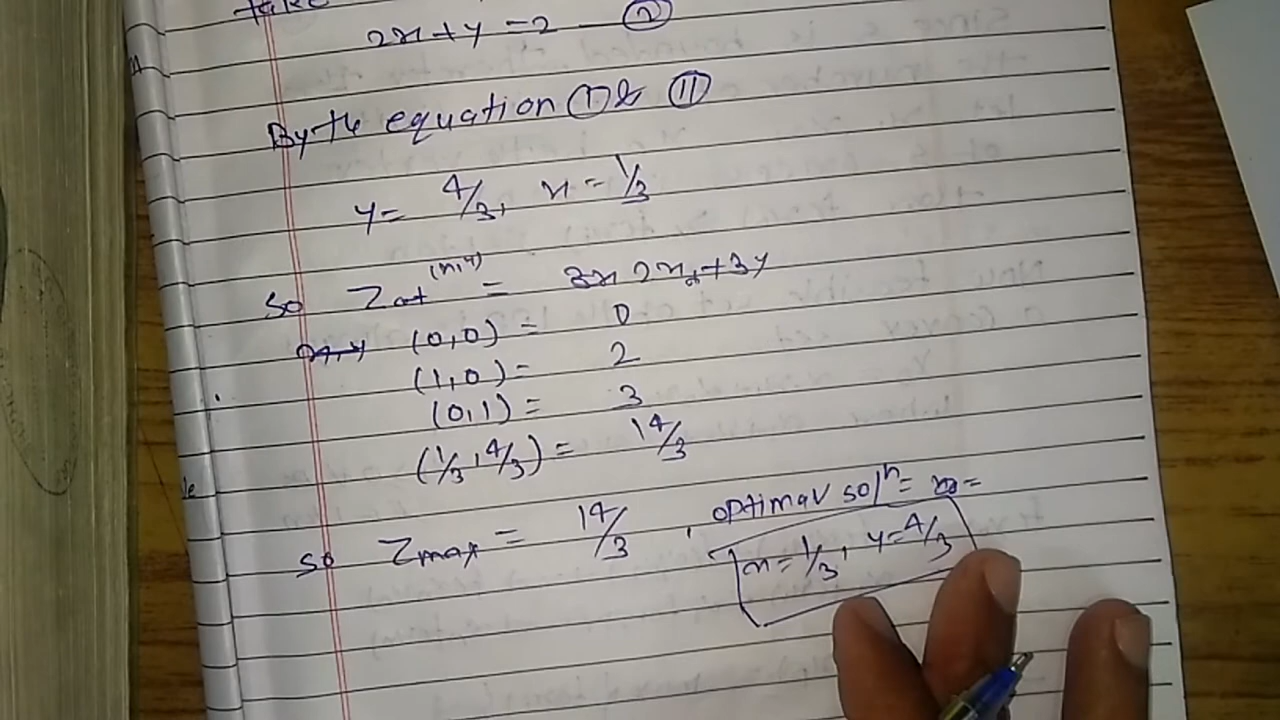 take
2x + y = 2 — ②
By the equation Ⓘ & ⒾⒾ
y = 4/3, x = 1/3
So Z at (x,y) = 2x + 3y
(0,0) = 0
(1,0) = 2
(0,1) = 3
(1/3, 4/3) = 14/3
so Zmax = 14/3, optimal solⁿ =
x = 1/3, y = 4/3